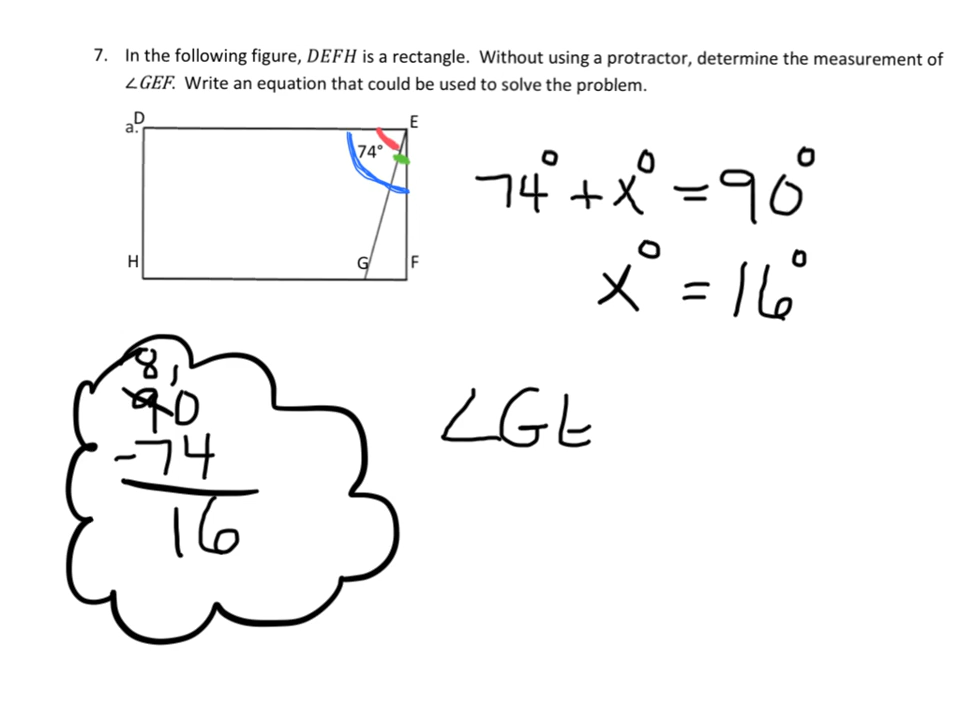 7. In the following figure, DEFH is a rectangle. Without using a protractor, determine the measurement of
∠GEF. Write an equation that could be used to solve the problem.
D
a.
E
74°
H
G
F
74° + x° = 90°
x° = 16°
8 1
90
-74
16
∠GE